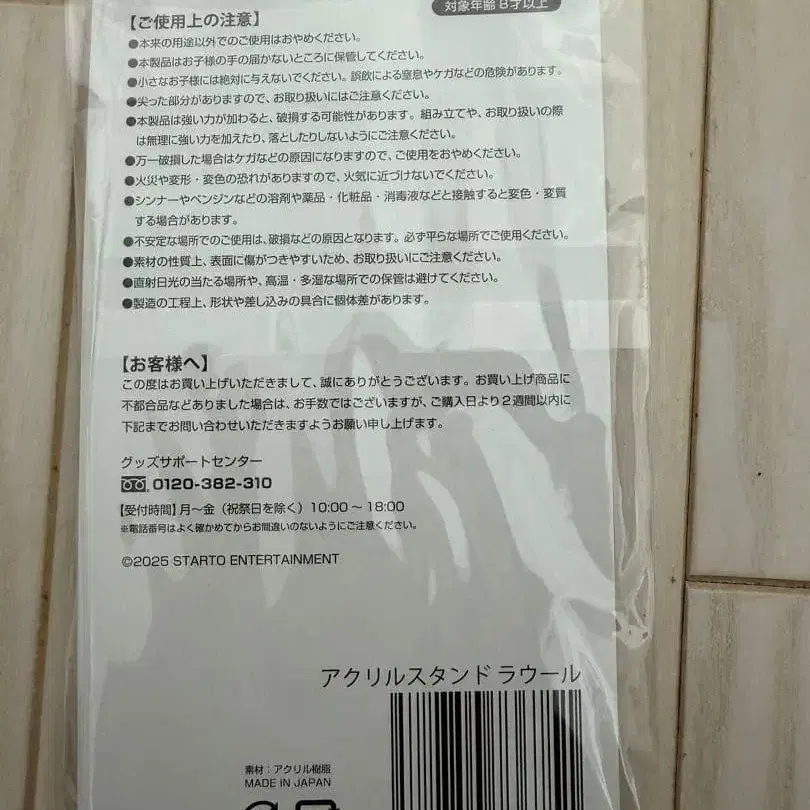 対象年齢8才以上
【ご使用上の注意】
●本来の用途以外でのご使用はおやめください。
●本製品はお子様の手の届かないところに保管してください。
●小さなお子様には絶対に与えないでください。誤飲による窒息やケガなどの危険があります。
●尖った部分がありますので、お取り扱いにはご注意ください。
●本製品は強い力が加わると、破損する可能性があります。組み立てや、お取り扱いの際
は無理に強い力を加えたり、落としたりしないようにご注意ください。
●万一破損した場合はケガなどの原因になりますので、ご使用をおやめください。
●火災や変形・変色の恐れがありますので、火気に近づけないでください。
●シンナーやベンジンなどの溶剤や薬品・化粧品・消毒液などと接触すると変色・変質
する場合があります。
●不安定な場所でのご使用は、破損などの原因となります。必ず平らな場所でご使用ください。
●素材の性質上、表面に傷がつきやすいため、お取り扱いにご注意ください。
●直射日光の当たる場所や、高温・多湿な場所での保管は避けてください。
●製造の工程上、形状や差し込みの具合に個体差があります。
【お客様へ】
この度はお買い上げいただきまして、誠にありがとうございます。お買い上げ商品に
不都合品などありました場合は、お手数ではございますが、ご購入日より2週間以内に
下記までお問い合わせいただきますようお願い申し上げます。
グッズサポートセンター
0120-382-310
【受付時間】月～金（祝祭日を除く）10:00～18:00
※電話番号はよく確かめてからお間違いのないようにご注意ください。
©2025 STARTO ENTERTAINMENT
アクリルスタンド ラウール
素材：アクリル樹脂
MADE IN JAPAN